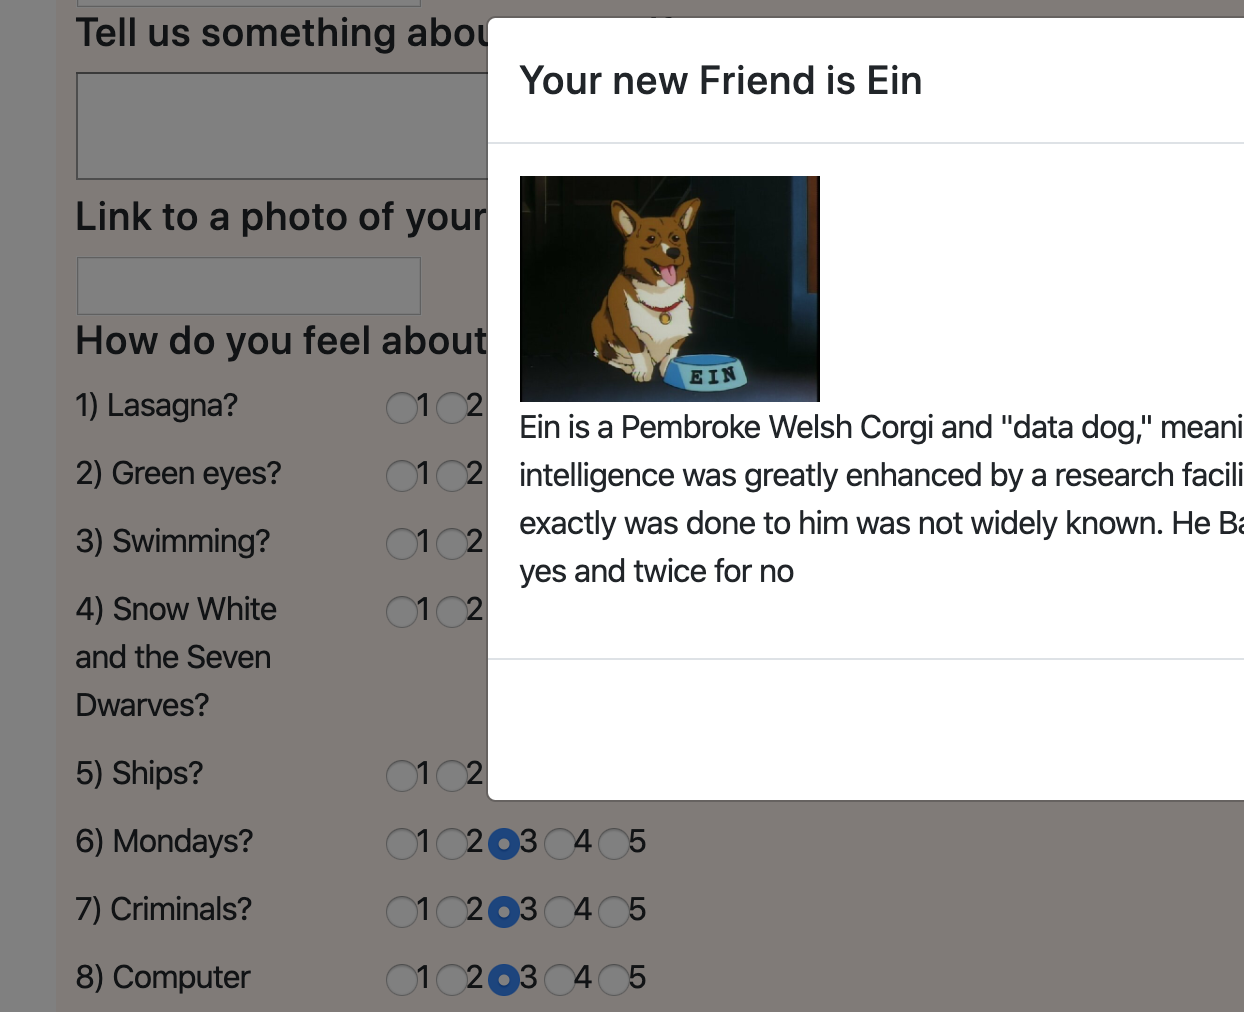 Tell us something about
Your new Friend is Ein
Link to a photo of your
EIN
How do you feel about
Ein is a Pembroke Welsh Corgi and "data dog,"
intelligence was greatly enhanced by a research
exactly was done to him was not widely known. He
yes and twice for no
1) Lasagna? 1 2
2) Green eyes? 1 2
3) Swimming? 1 2
4) Snow White 1 2
and the Seven
Dwarves?
5) Ships? 1 2
6) Mondays? 1 2 3 4 5
7) Criminals? 1 2 3 4 5
8) Computer 1 2 3 4 5